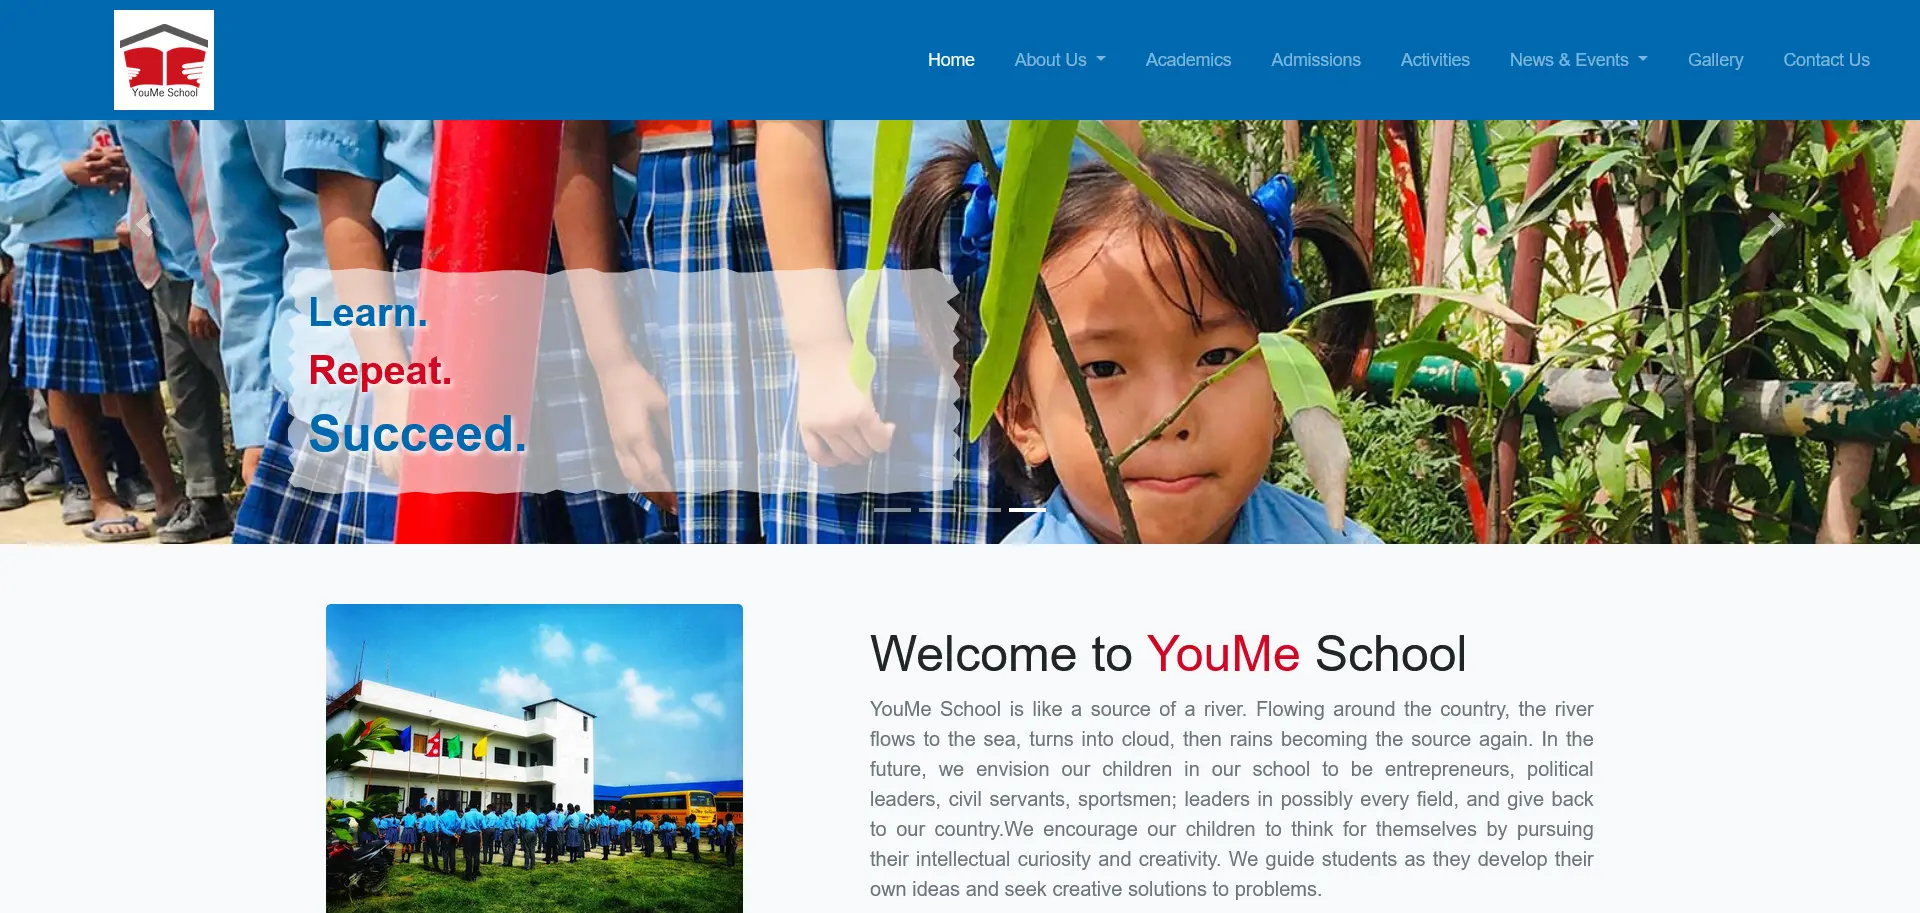 YouMe School
Home About Us Academics Admissions Activities News & Events Gallery Contact Us
Learn.
Repeat.
Succeed.
Welcome to YouMe School
YouMe School is like a source of a river. Flowing around the country, the river
flows to the sea, turns into cloud, then rains becoming the source again. In the
future, we envision our children in our school to be entrepreneurs, political
leaders, civil servants, sportsmen; leaders in possibly every field, and give back
to our country.We encourage our children to think for themselves by pursuing
their intellectual curiosity and creativity. We guide students as they develop their
own ideas and seek creative solutions to problems.